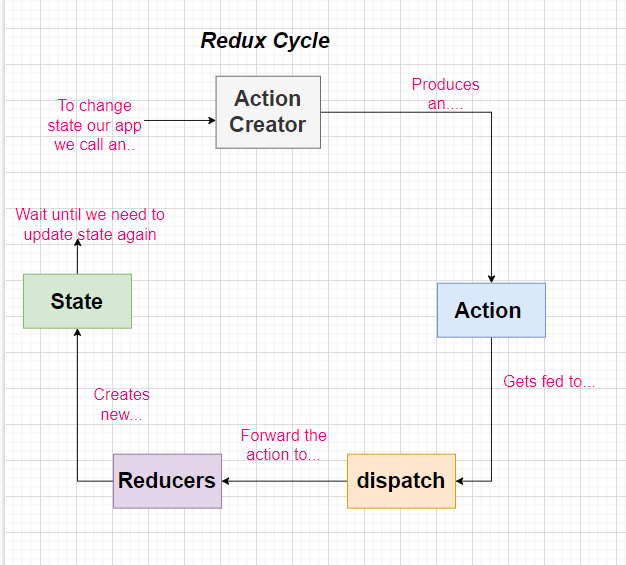 Redux Cycle
To change
state our app
we call an..
Action
Creator
Produces
an....
Action
Gets fed to...
dispatch
Forward the
action to...
Reducers
Creates
new...
State
Wait until we need to
update state again